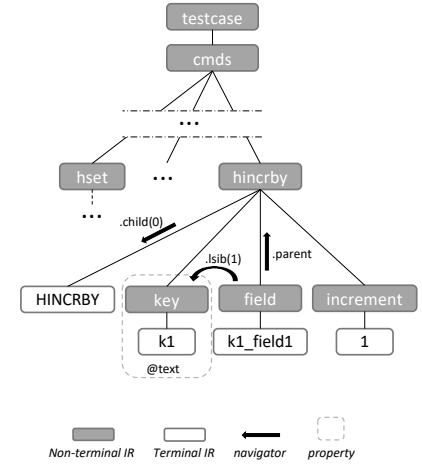 testcase
cmds
...
hset ... hincrby
...
.child(0)
.lsib(1)
.parent
HINCRBY key field increment
k1 k1_field1 1
@text
Non-terminal IR Terminal IR navigator property